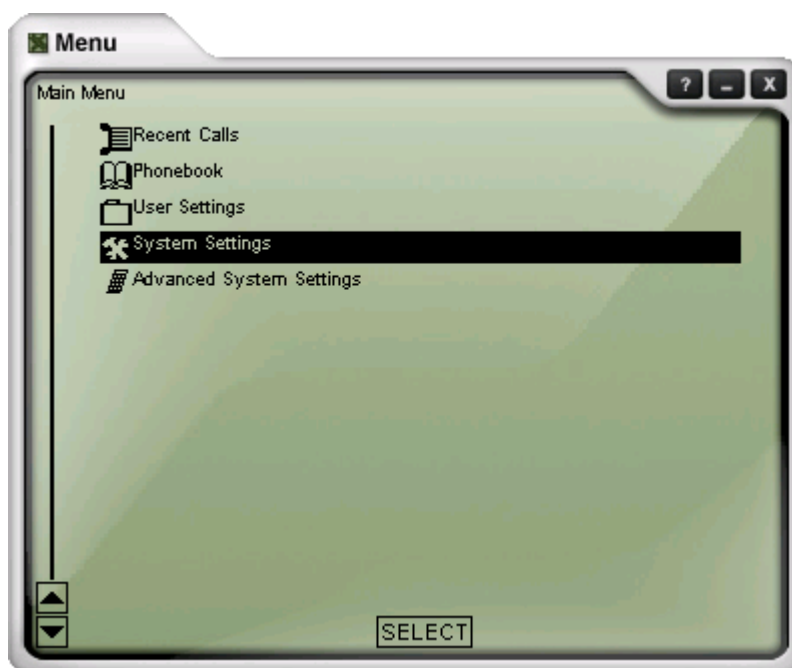 Menu
Main Menu
? - X
Recent Calls
Phonebook
User Settings
System Settings
Advanced System Settings
SELECT